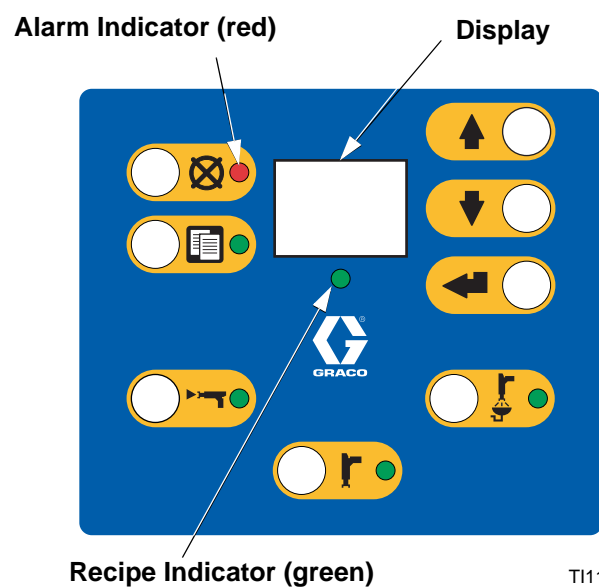 Alarm Indicator (red)
Display
GRACO
Recipe Indicator (green)